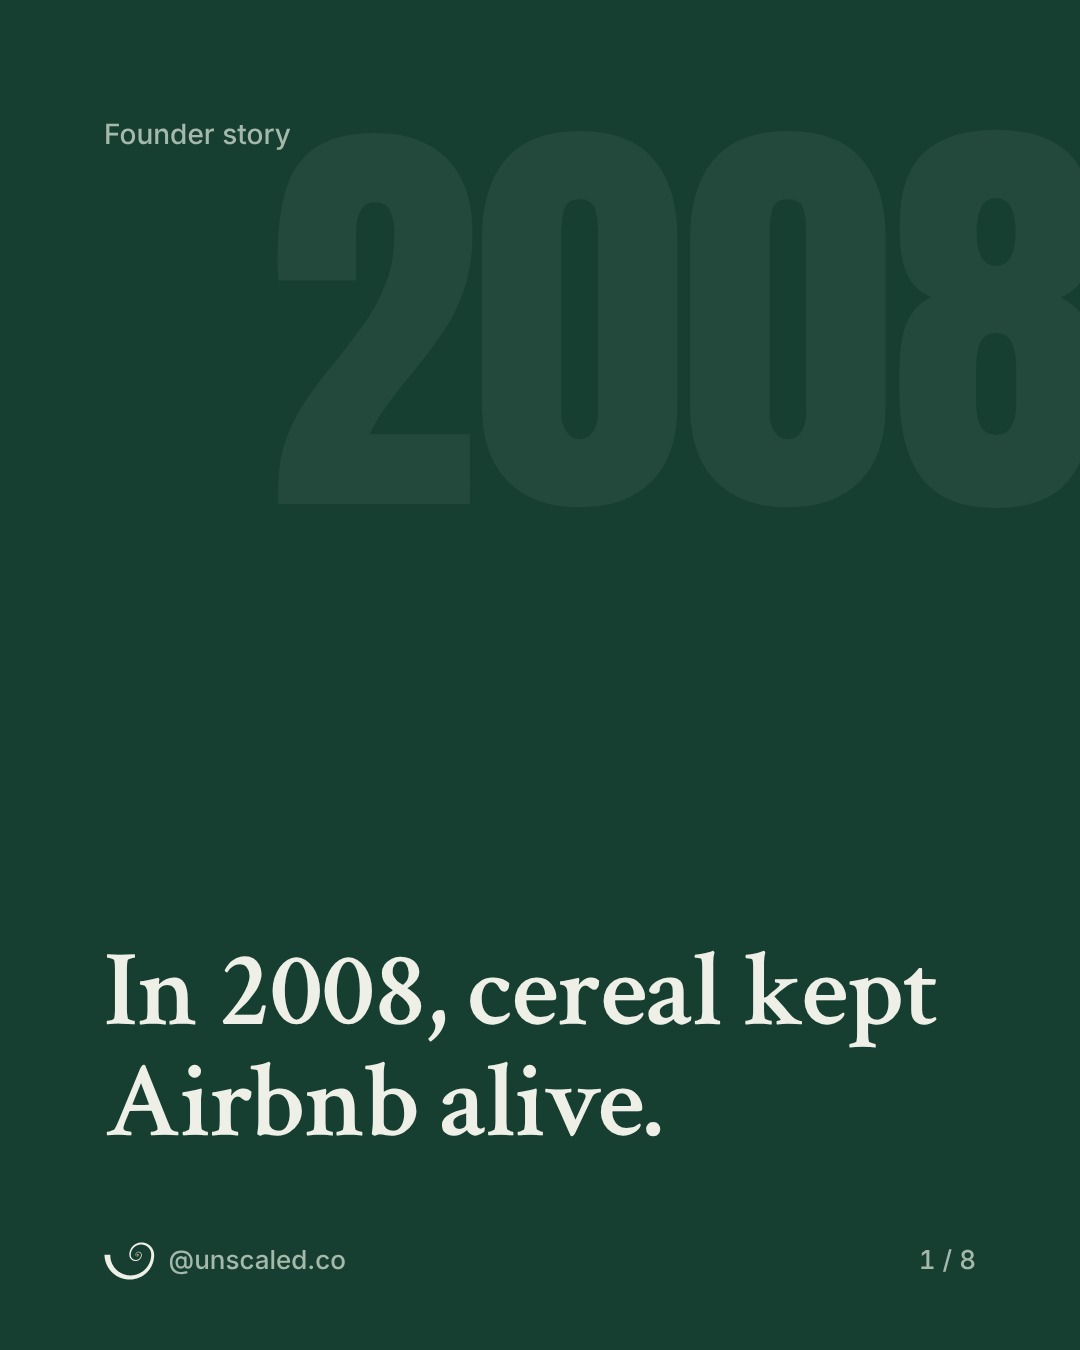 Founder story
2008
In 2008, cereal kept
Airbnb alive.
@unscaled.co
1 / 8